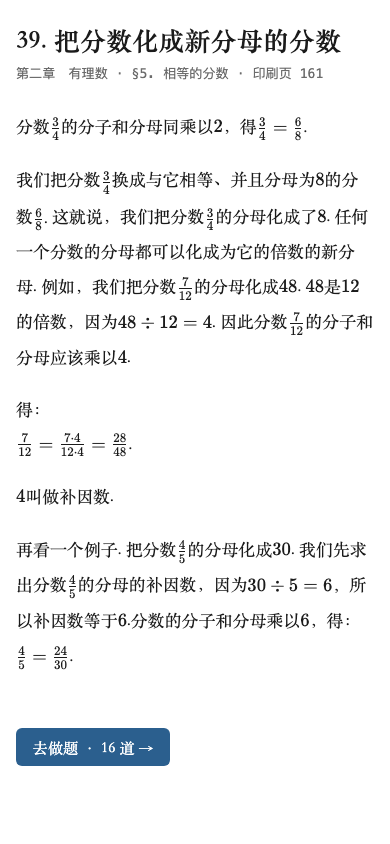 39. 把分数化成新分母的分数
第二章 有理数 · §5. 相等的分数 · 印刷页 161
分数3/4的分子和分母同乘以2，得3/4 = 6/8.
我们把分数3/4换成与它相等、并且分母为8的分
数6/8. 这就说，我们把分数3/4的分母化成了8. 任何
一个分数的分母都可以化成为它的倍数的新分
母. 例如，我们把分数7/12的分母化成48. 48是12
的倍数，因为48 ÷ 12 = 4. 因此分数7/12的分子和
分母应该乘以4.
得：
7/12 = 7·4/12·4 = 28/48.
4叫做补因数.
再看一个例子. 把分数4/5的分母化成30. 我们先求
出分数4/5的分母的补因数，因为30 ÷ 5 = 6，所
以补因数等于6.分数的分子和分母乘以6，得：
4/5 = 24/30.
去做题 · 16 道 →